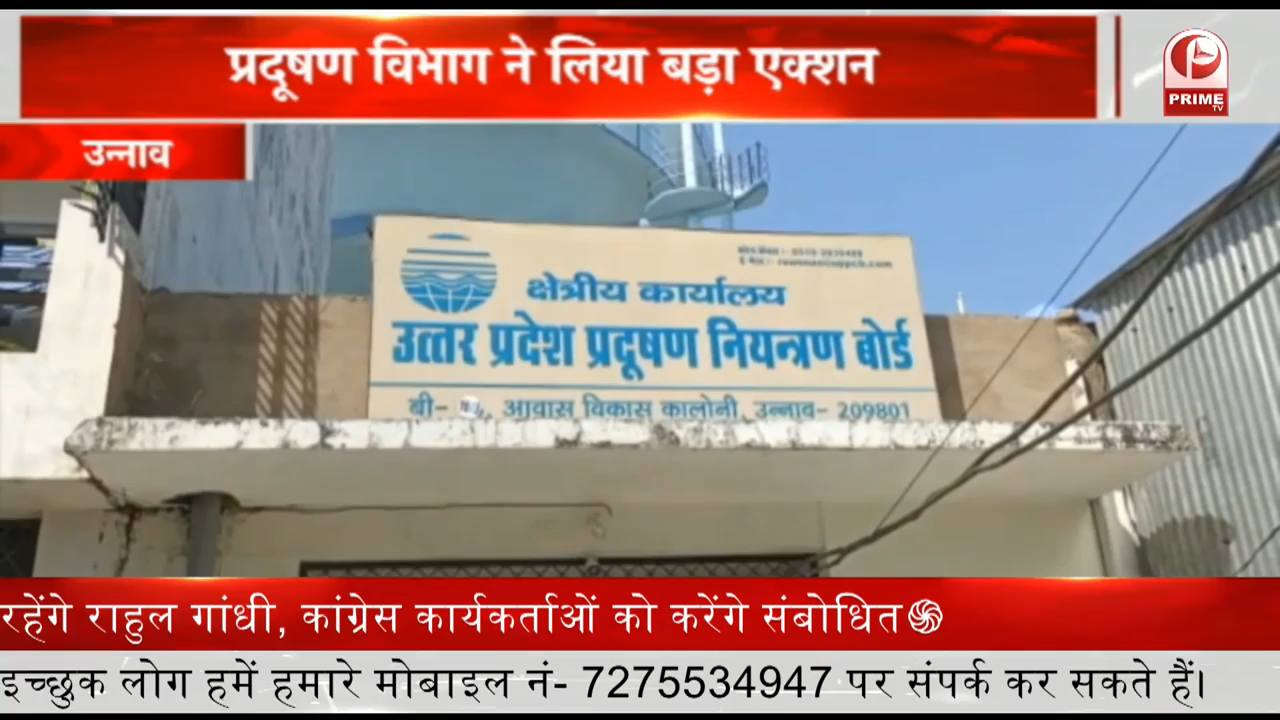 प्रदूषण विभाग ने लिया बड़ा एक्शन
PRIME
TV
उन्नाव
क्षेत्रीय कार्यालय
उत्तर प्रदेश प्रदूषण नियन्त्रण बोर्ड
बी- आवास विकास कालोनी, उन्नाव- 209801
रहेंगे राहुल गांधी, कांग्रेस कार्यकर्ताओं को करेंगे संबोधित
इच्छुक लोग हमें हमारे मोबाइल नं- 7275534947 पर संपर्क कर सकते हैं।